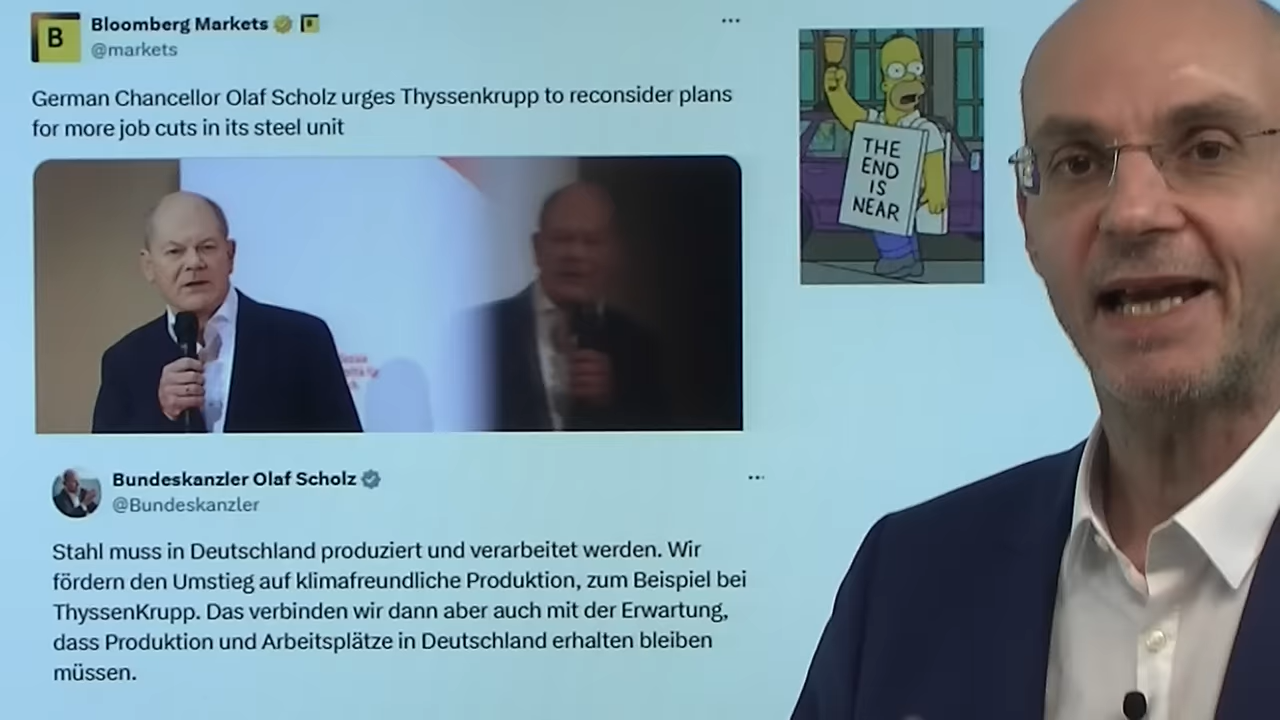 B
Bloomberg Markets
@markets
German Chancellor Olaf Scholz urges Thyssenkrupp to reconsider plans
for more job cuts in its steel unit
THE
END
IS
NEAR
Bundeskanzler Olaf Scholz
@Bundeskanzler
Stahl muss in Deutschland produziert und verarbeitet werden. Wir
fördern den Umstieg auf klimafreundliche Produktion, zum Beispiel bei
ThyssenKrupp. Das verbinden wir dann aber auch mit der Erwartung,
dass Produktion und Arbeitsplätze in Deutschland erhalten bleiben
müssen.